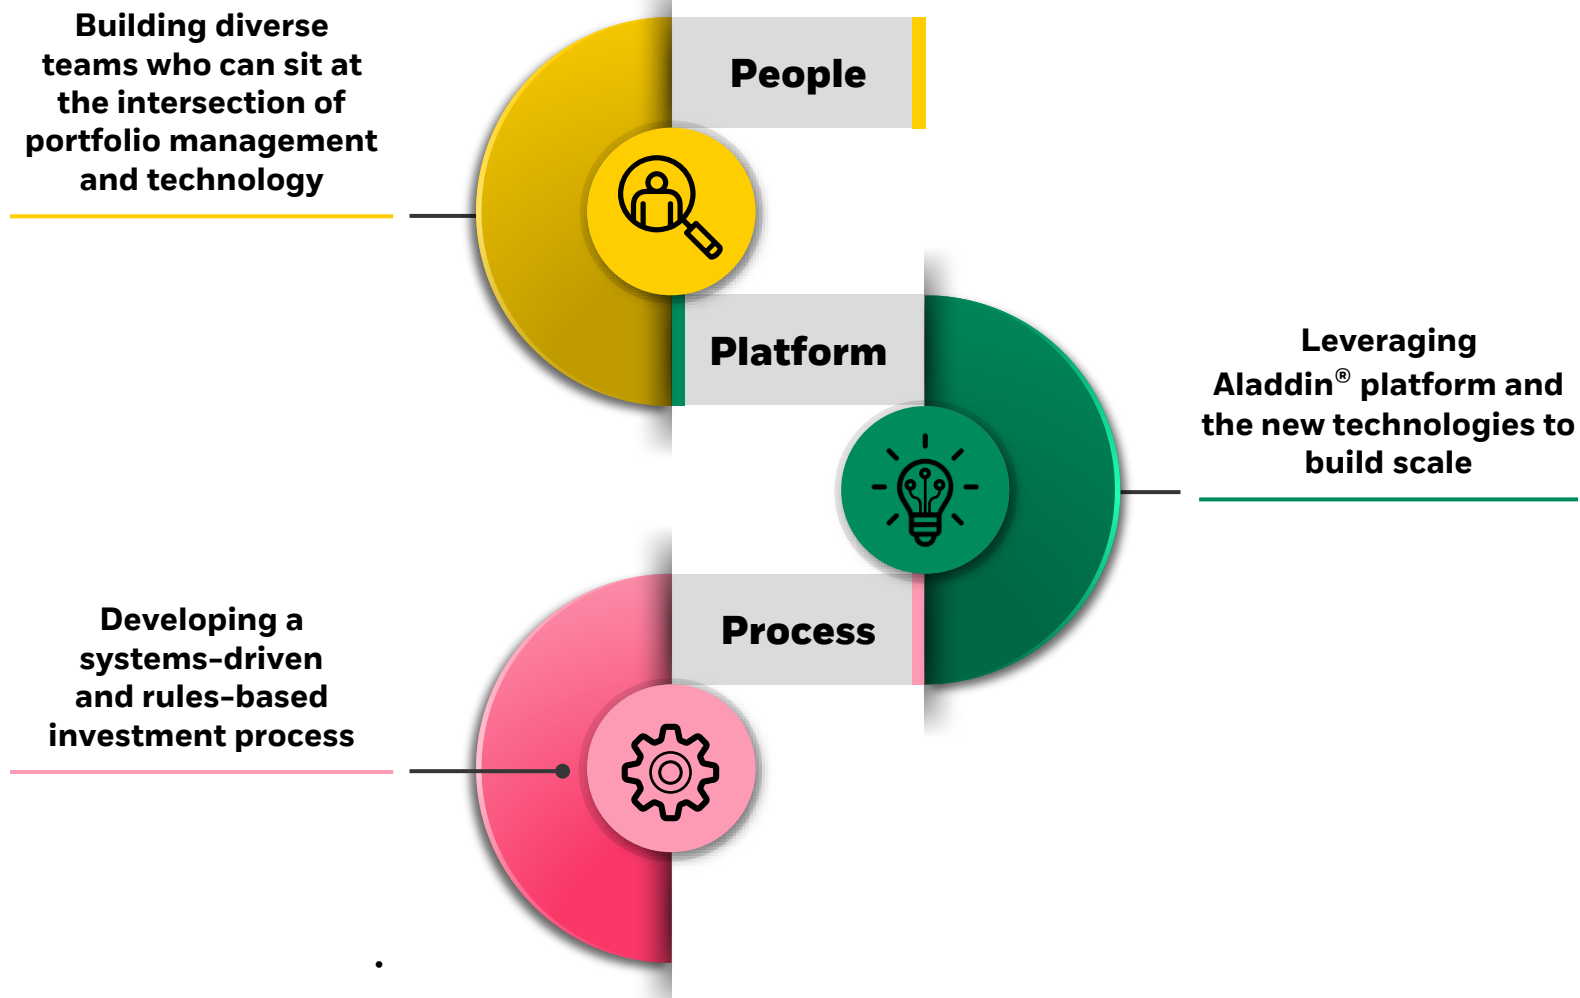 Building diverse
teams who can sit at
the intersection of
portfolio management
and technology
People
Platform
Leveraging
Aladdin® platform and
the new technologies to
build scale
Process
Developing a
systems-driven
and rules-based
investment process
.